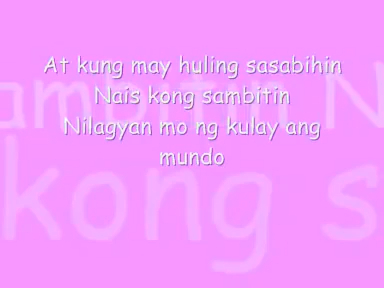 At kung may huling sasabihin
Nais kong sambitin
Nilagyan mo ng kulay ang
mundo